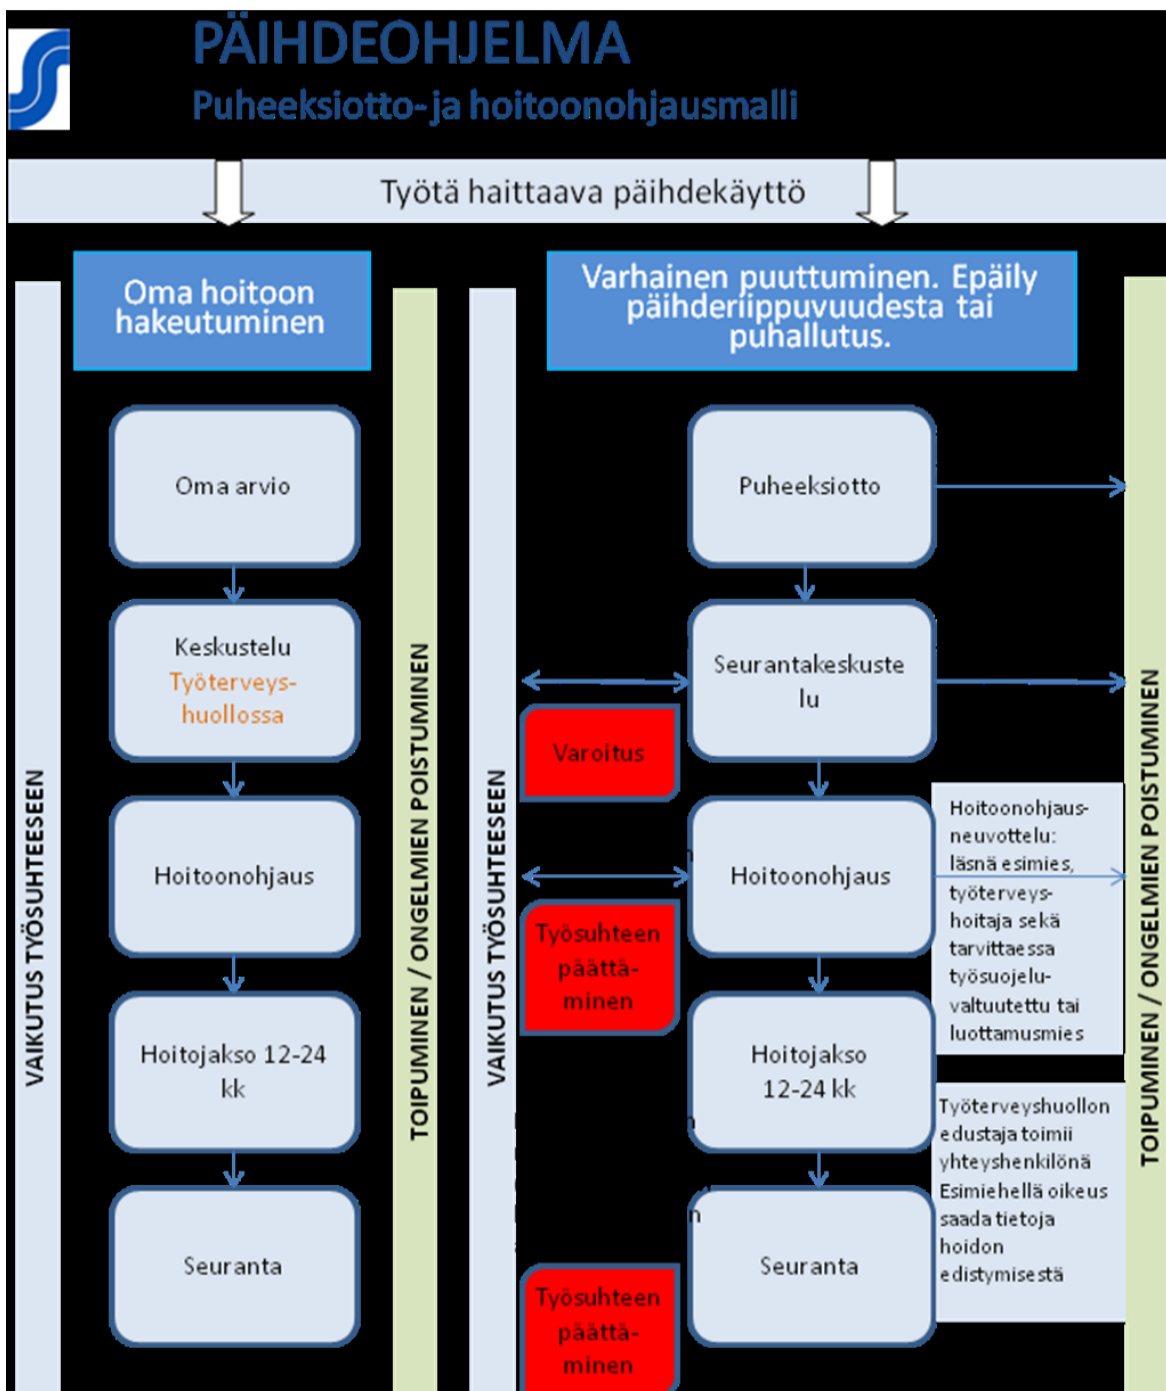 PÄIHDEOHJELMA
Puheeksiotto- ja hoitoonohjausmalli
Työtä haittaava päihdekäyttö
Oma hoitoon
hakeutuminen
VAIKUTUS TYÖSUHTEESEEN
Oma arvio
Keskustelu
Työterveys-
huollossa
Hoitoonohjaus
Hoitojakso 12-24
kk
Seuranta
TOIPUMINEN / ONGELMIEN POISTUMINEN
Varhainen puuttuminen. Epäily
päihderiippuvuudesta tai
puhallutus.
VAIKUTUS TYÖSUHTEESEEN
Puheeksiotto
Seurantakeskuste
lu
Varoitus
Hoitoonohjaus
Työsuhteen
päättä-
minen
Hoitojakso
12-24 kk
Seuranta
Työsuhteen
päättä-
minen
Hoitoonohjaus-
neuvottelu:
läsnä esimies,
työterveys-
hoitaja sekä
tarvittaessa
työsuojelu-
valtuutettu tai
luottamusmies
Työterveyshuollon
edustaja toimii
yhteyshenkilönä
Esimiehellä oikeus
saada tietoja
hoidon
edistymisestä
TOIPUMINEN / ONGELMIEN POISTUMINEN